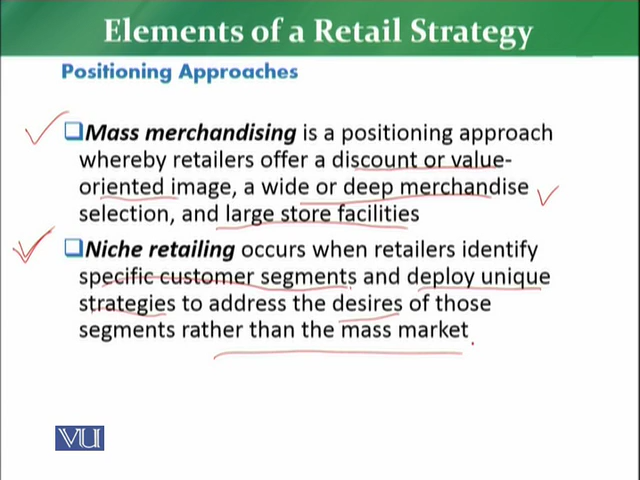 Elements of a Retail Strategy
Positioning Approaches
Mass merchandising is a positioning approach
whereby retailers offer a discount or value-
oriented image, a wide or deep merchandise
selection, and large store facilities
Niche retailing occurs when retailers identify
specific customer segments and deploy unique
strategies to address the desires of those
segments rather than the mass market
VU